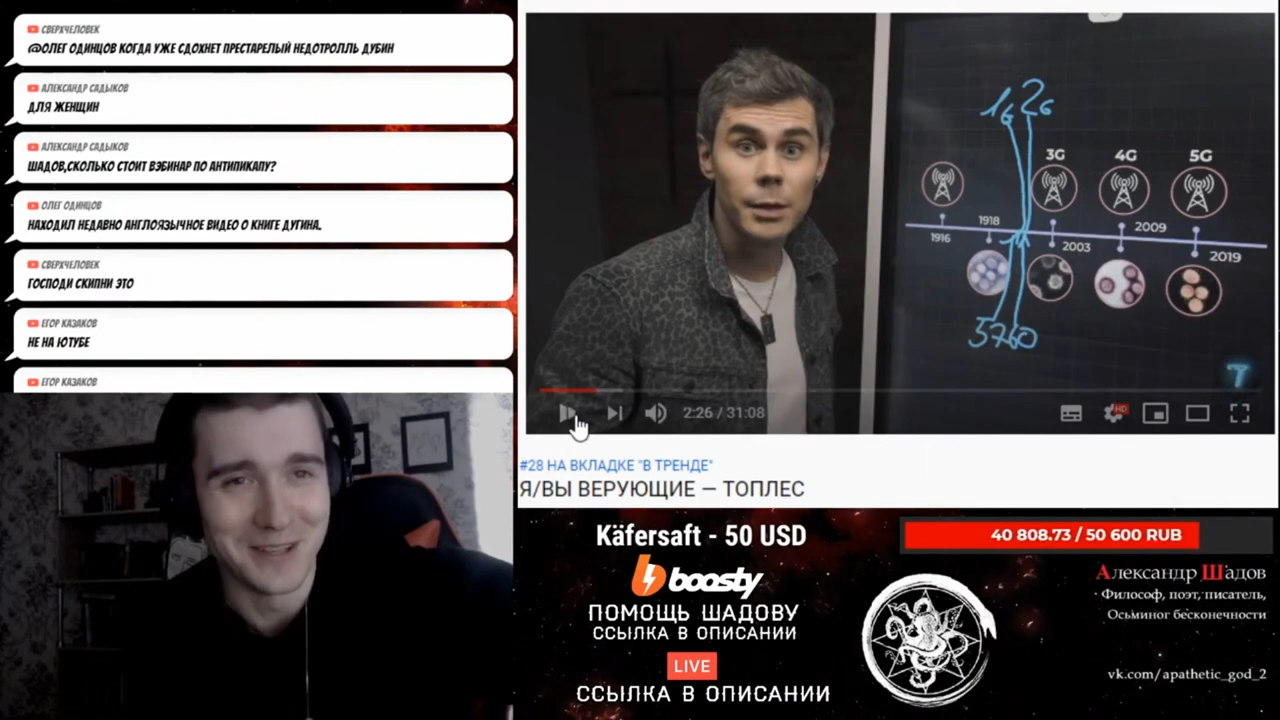 СВЕРХЧЕЛОВЕК
@ОЛЕГ ОДИНЦОВ КОГДА УЖЕ СДОХНЕТ ПРЕСТАРЕЛЫЙ НЕДОТРОЛЛЬ ДУБИН
АЛЕКСАНДР САДЫКОВ
ДЛЯ ЖЕНЩИН
АЛЕКСАНДР САДЫКОВ
ШАДОВ,СКОЛЬКО СТОИТ ВЭБИНАР ПО АНТИПИКАПУ?
ОЛЕГ ОДИНЦОВ
НАХОДИЛ НЕДАВНО АНГЛОЯЗЫЧНОЕ ВИДЕО О КНИГЕ ДУГИНА.
СВЕРХЧЕЛОВЕК
ГОСПОДИ СКИПНИ ЭТО
ЕГОР КАЗАКОВ
НЕ НА ЮТУБЕ
ЕГОР КАЗАКОВ
1G 2G
3G 4G 5G
1916 1918 2003 2009 2019
57 60
T
2:26 / 31:08
HD
#28 НА ВКЛАДКЕ "В ТРЕНДЕ"
Я/ВЫ ВЕРУЮЩИЕ — ТОПЛЕС
Käfersaft - 50 USD
boosty
ПОМОЩЬ ШАДОВУ
ССЫЛКА В ОПИСАНИИ
LIVE
ССЫЛКА В ОПИСАНИИ
40 808.73 / 50 600 RUB
Александр Шадов
Философ, поэт, писатель,
Осьминог бесконечности
vk.com/apathetic_god_2